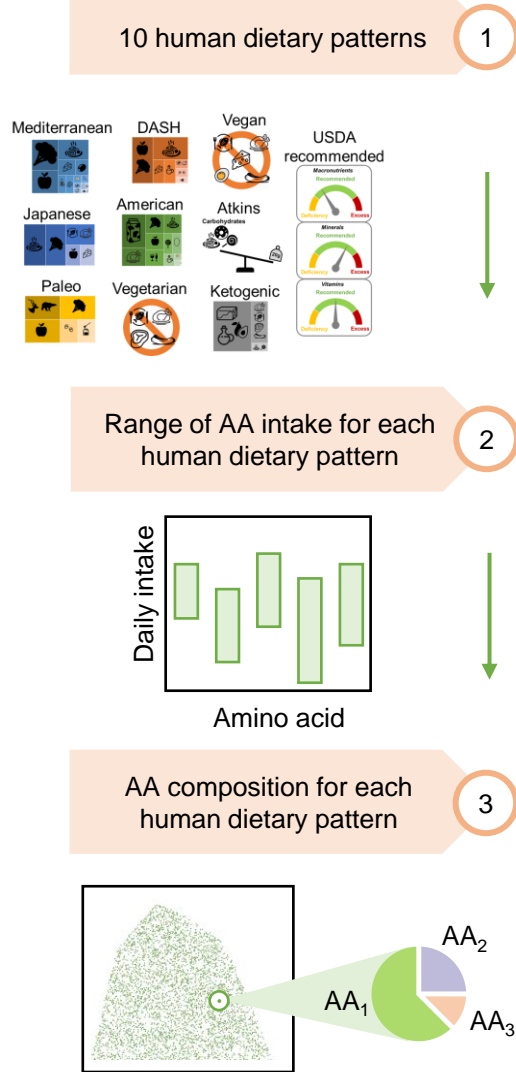 10 human dietary patterns
1
Mediterranean
DASH
Vegan
USDA
recommended
Macronutrients
Recommended
Deficiency
Excess
Japanese
American
Atkins
Carbohydrates
20g
Minerals
Recommended
Deficiency
Excess
Paleo
Vegetarian
Ketogenic
Vitamins
Recommended
Deficiency
Excess
Range of AA intake for each
human dietary pattern
2
Daily intake
Amino acid
AA composition for each
human dietary pattern
3
AA₂
AA₁
AA₃